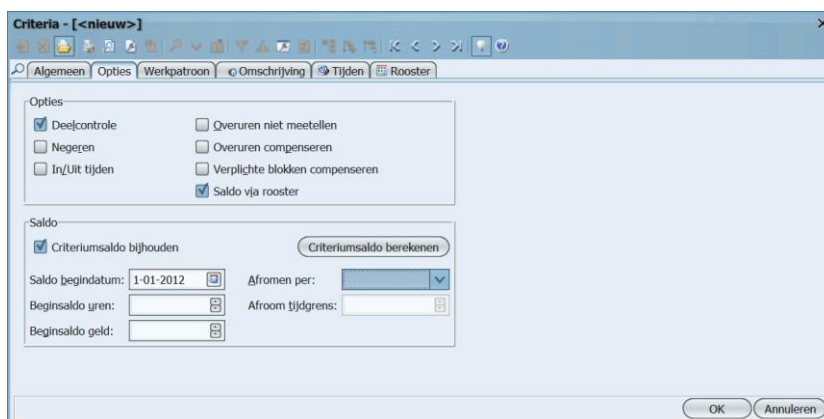 Criteria - [<nieuw>]
Algemeen Opties Werkpatroon Omschrijving Tijden Rooster
Opties
Deelcontrole Overuren niet meetellen
Negeren Overuren compenseren
In/Uit tijden Verplichte blokken compenseren
Saldo via rooster
Saldo
Criteriumsaldo bijhouden Criteriumsaldo berekenen
Saldo begindatum: 1-01-2012 Afromen per:
Beginsaldo uren: Afroom tijdgrens:
Beginsaldo geld:
OK Annuleren